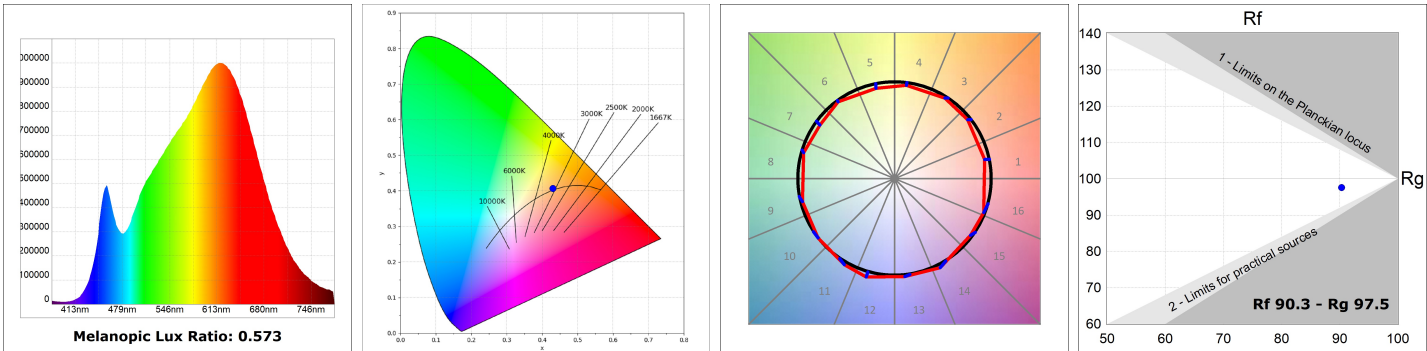 000000
900000
800000
700000
600000
500000
400000
300000
200000
100000
0
413nm 479nm 546nm 613nm 680nm 746nm
Melanopic Lux Ratio: 0.573
0.9
0.8
0.7
0.6
0.5
0.4
0.3
0.2
0.1
0.0
y
0.0 0.1 0.2 0.3 0.4 0.5 0.6 0.7 0.8
x
10000K
6000K
4000K
3000K
2500K
2000K
1667K
5 4
6 3
7 2
8 1
9 16
10 15
11 14
12 13
Rf
140
130
120
110
100
90
80
70
60
Rg
1 - Limits on the Planckian locus
2 - Limits for practical sources
Rf 90.3 - Rg 97.5
50 60 70 80 90 100